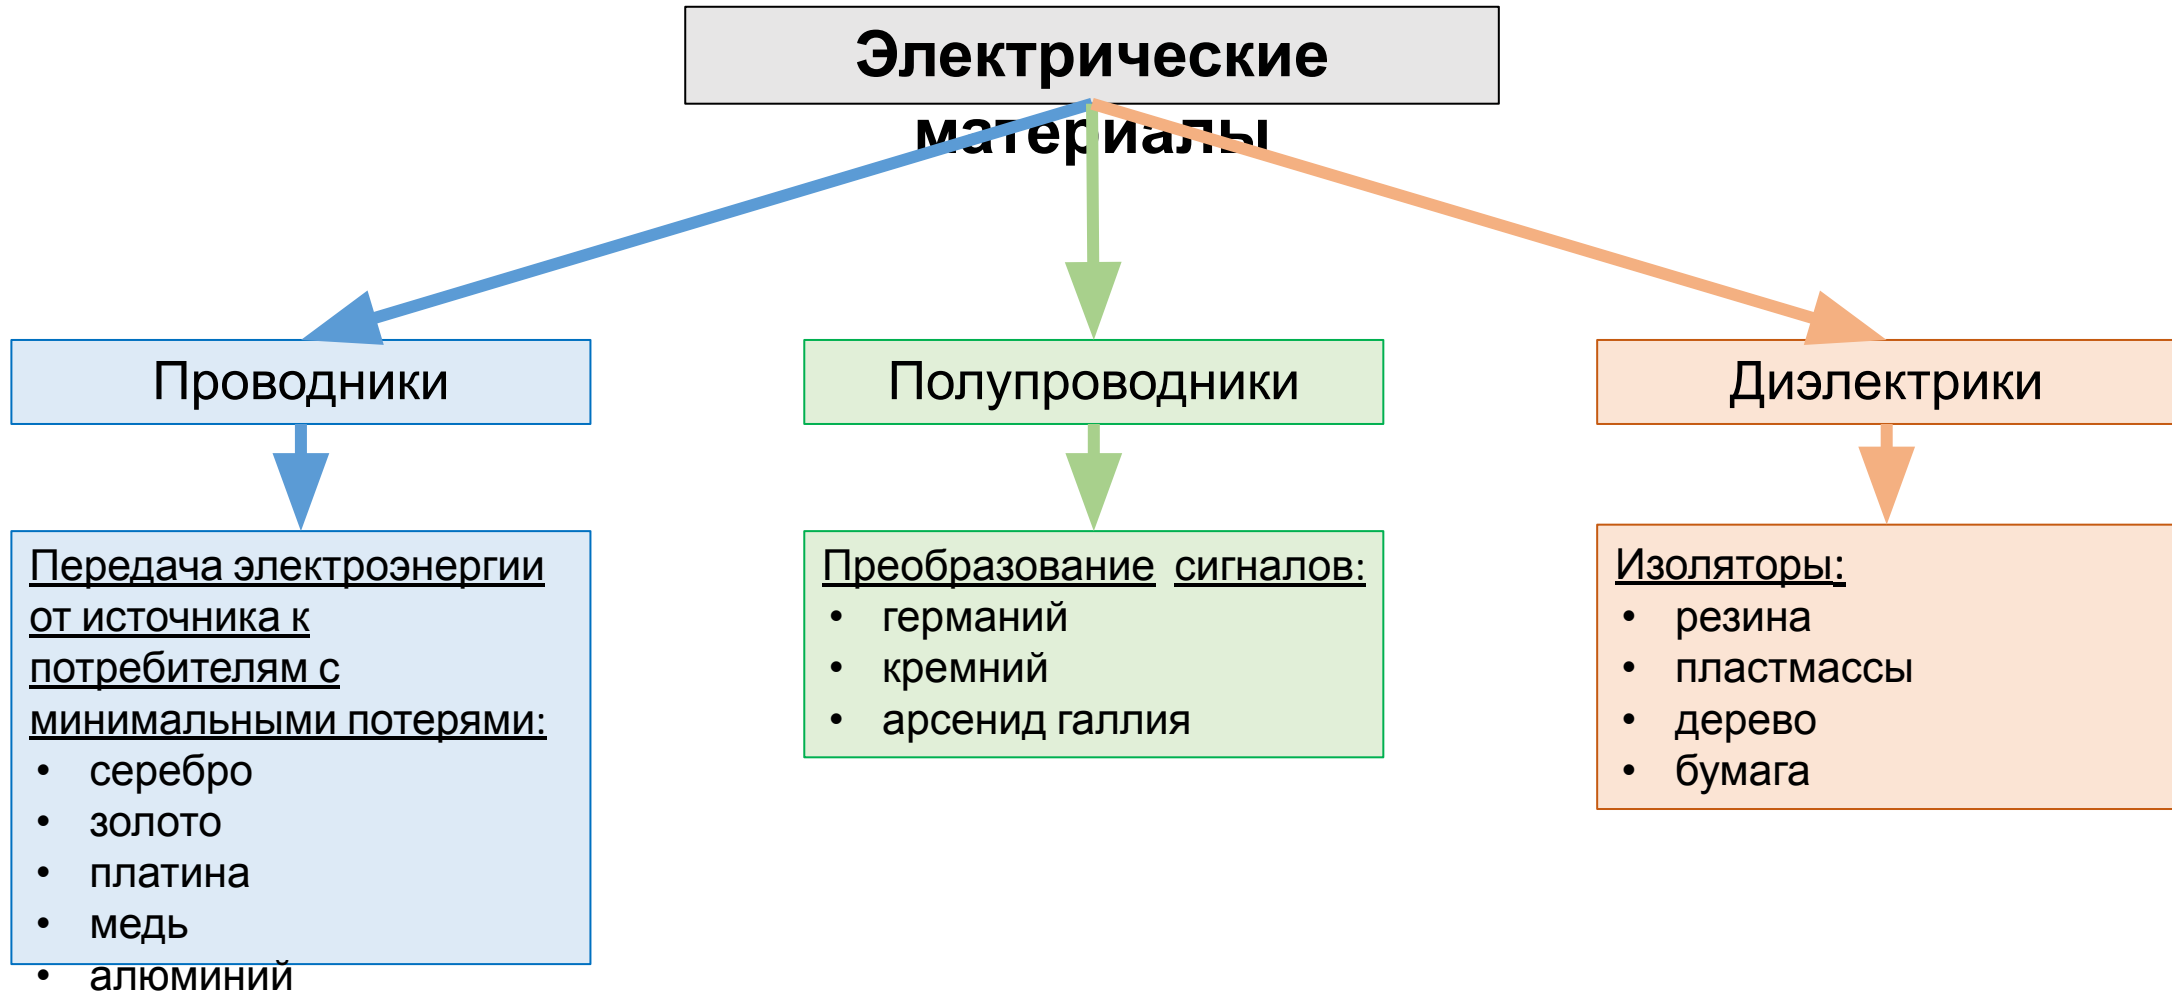 Электрические
материалы
Проводники
Полупроводники
Диэлектрики
Передача электроэнергии
от источника к
потребителям с
минимальными потерями:
• серебро
• золото
• платина
• медь
• алюминий
Преобразование сигналов:
• германий
• кремний
• арсенид галлия
Изоляторы:
• резина
• пластмассы
• дерево
• бумага